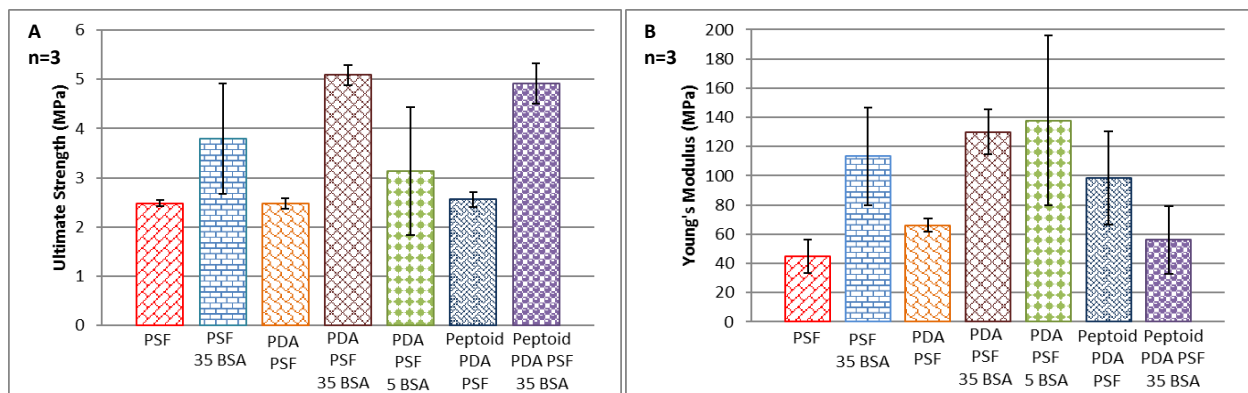 A
n=3
Ultimate Strength (MPa)
6
5
4
3
2
1
0
PSF
PSF
35 BSA
PDA
PSF
PDA
PSF
35 BSA
PDA
PSF
5 BSA
Peptoid
PDA
PSF
Peptoid
PDA PSF
35 BSA
B
n=3
Young's Modulus (MPa)
200
180
160
140
120
100
80
60
40
20
0
PSF
PSF
35 BSA
PDA
PSF
PDA
PSF
35 BSA
PDA
PSF
5 BSA
Peptoid
PDA
PSF
Peptoid
PDA PSF
35 BSA